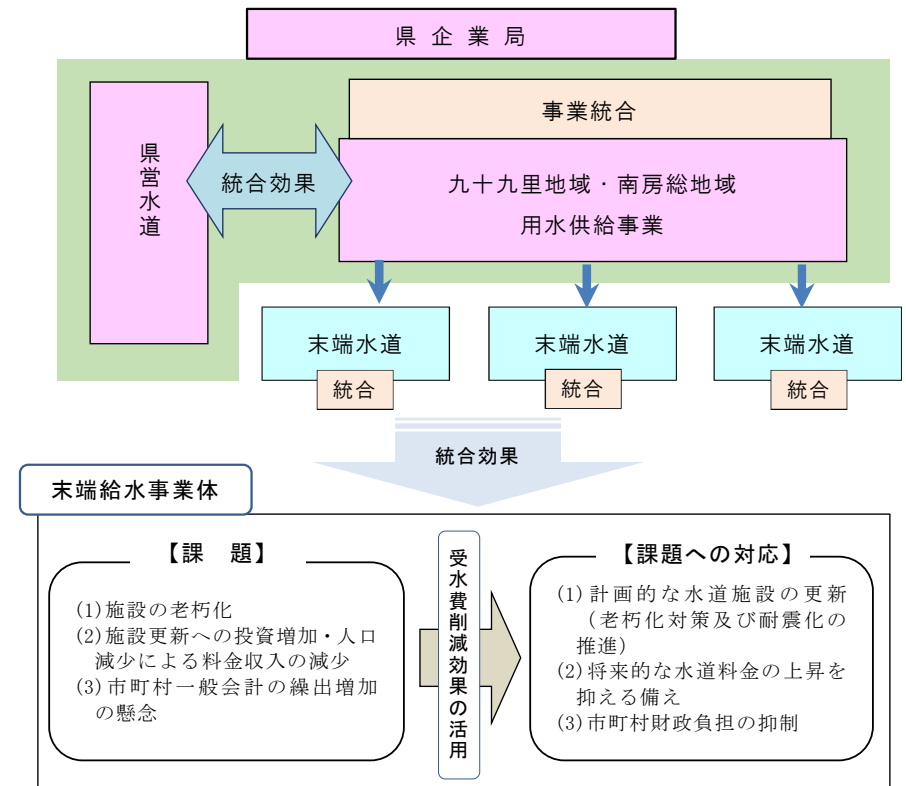 県企業局
事業統合
県営水道
統合効果
九十九里地域・南房総地域
用水供給事業
末端水道
末端水道
末端水道
統合
統合
統合
統合効果
末端給水事業体
【課　題】
(1)施設の老朽化
(2)施設更新への投資増加・人口
減少による料金収入の減少
(3)市町村一般会計の繰出増加
の懸念
受水費削減効果の活用
【課題への対応】
(1)計画的な水道施設の更新
（老朽化対策及び耐震化の
推進）
(2)将来的な水道料金の上昇を
抑える備え
(3)市町村財政負担の抑制